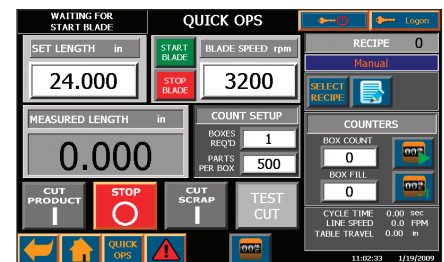 WAITING FOR
START BLADE
QUICK OPS
Logon
SET LENGTH in
24.000
START
BLADE
STOP
BLADE
BLADE SPEED rpm
3200
RECIPE 0
Manual
SELECT
RECIPE
MEASURED LENGTH in
0.000
COUNT SETUP
BOXES
REQ'D
1
PARTS
PER BOX
500
COUNTERS
BOX COUNT
0
002
BOX FILL
0
002
CUT
PRODUCT
I
STOP
O
CUT
SCRAP
I
TEST
CUT
CYCLE TIME 0.00 sec
LINE SPEED 0.0 FPM
TABLE TRAVEL 0.00 in
QUICK
OPS
002
11:02:33 1/19/2009